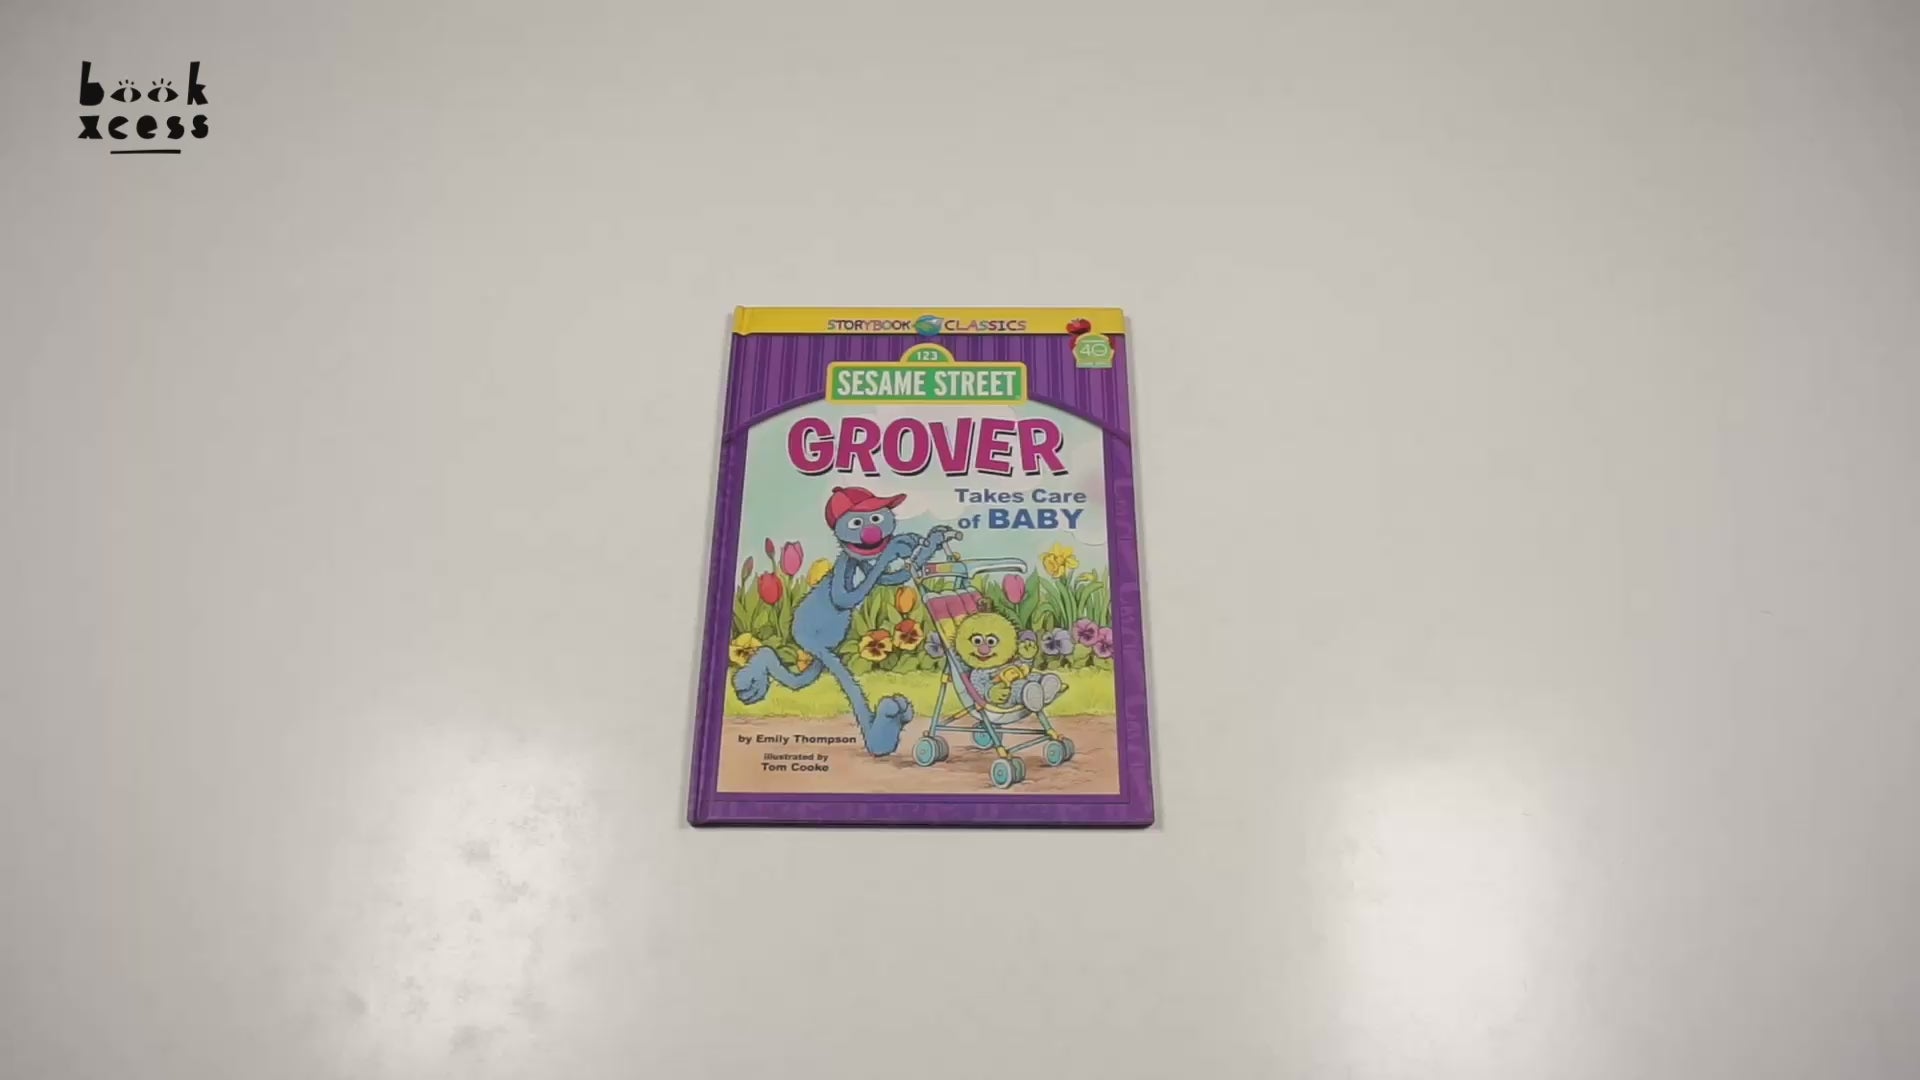 book
xcess
STORYBOOK CLASSICS
40
123
SESAME STREET
GROVER
Takes Care
of BABY
by Emily Thompson
illustrated by
Tom Cooke